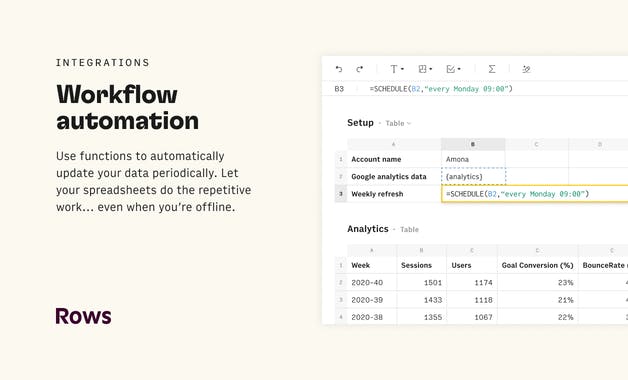 INTEGRATIONS
Workflow
automation
Use functions to automatically
update your data periodically. Let
your spreadsheets do the repetitive
work... even when you're offline.
Rows
B3 =SCHEDULE(B2,“every Monday 09:00”)
Setup · Table
A B C D
1 Account name Amona
2 Google analytics data {analytics}
3 Weekly refresh =SCHEDULE(B2,“every Monday 09:00”)
Analytics · Table
A B C C C
1 Week Sessions Users Goal Conversion (%) BounceRate
2 2020-40 1501 1174 23% 4
3 2020-39 1433 1118 21% 4
4 2020-38 1355 1067 22%